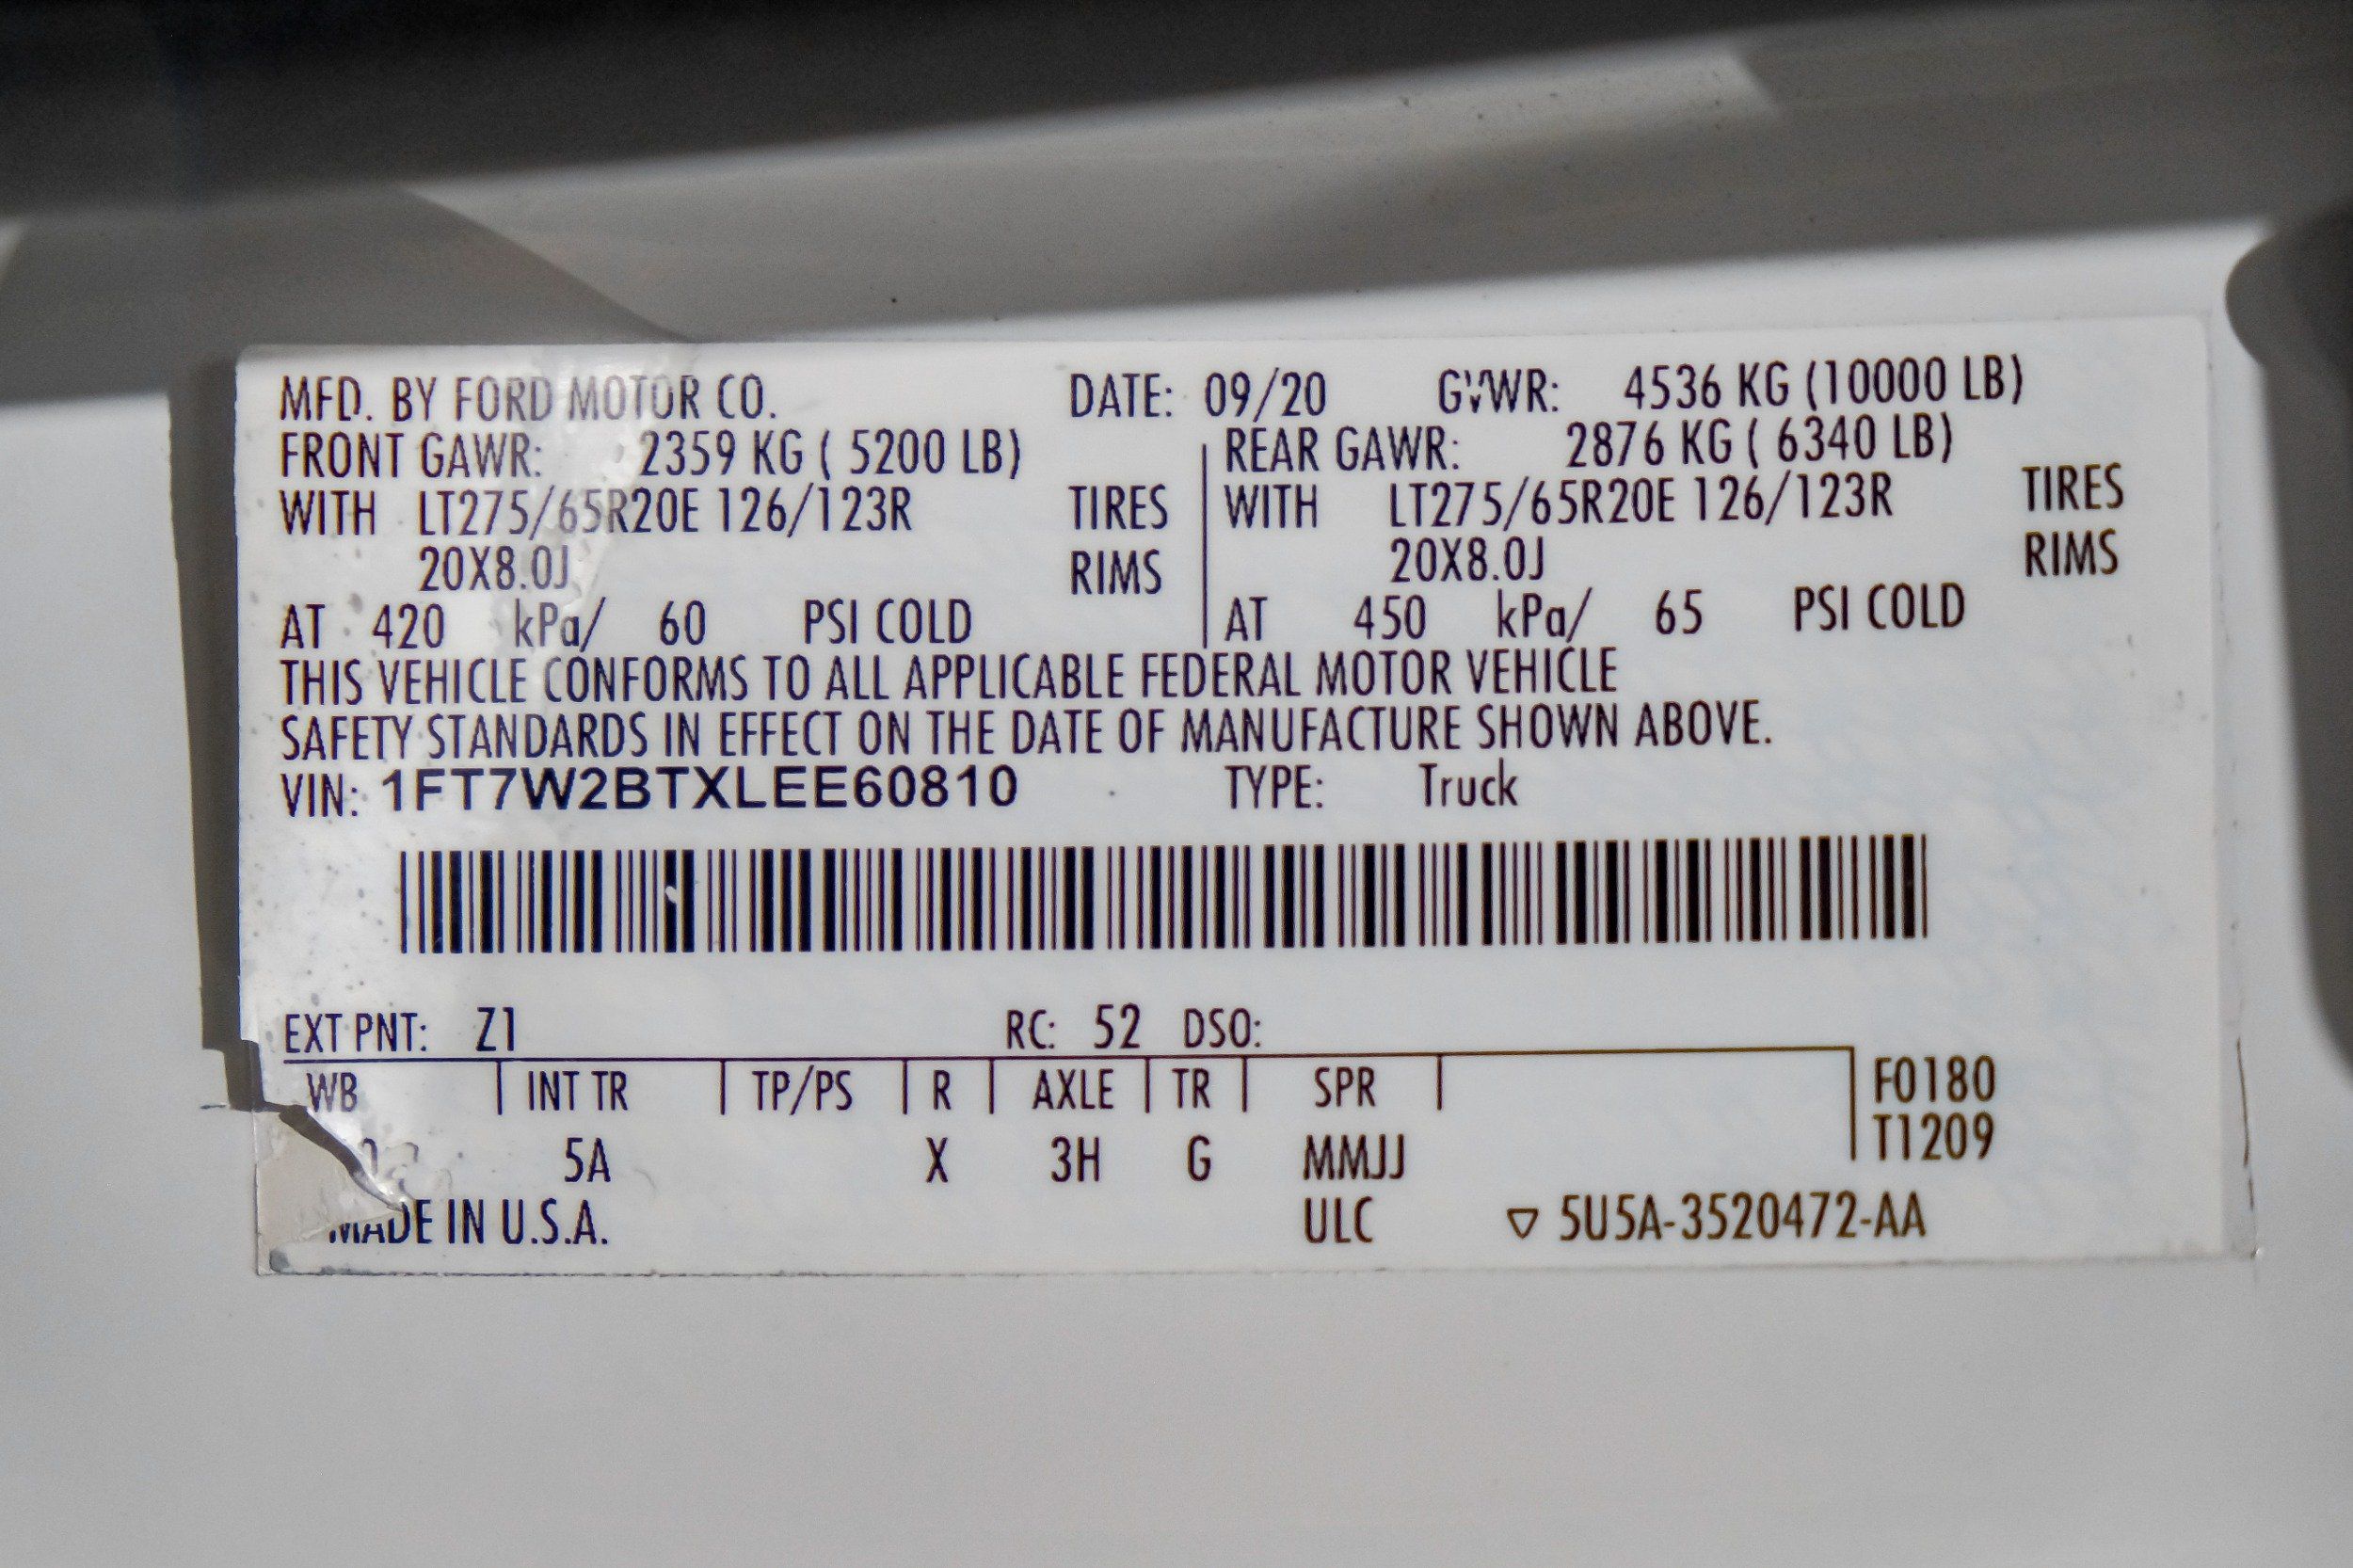 MFD. BY FORD MOTOR CO. DATE: 09/20 GVWR: 4536 KG (10000 LB)
FRONT GAWR: 2359 KG ( 5200 LB) REAR GAWR: 2876 KG ( 6340 LB)
WITH LT275/65R20E 126/123R TIRES WITH LT275/65R20E 126/123R TIRES
20X8.0J RIMS 20X8.0J RIMS
AT 420 kPa/ 60 PSI COLD AT 450 kPa/ 65 PSI COLD
THIS VEHICLE CONFORMS TO ALL APPLICABLE FEDERAL MOTOR VEHICLE
SAFETY STANDARDS IN EFFECT ON THE DATE OF MANUFACTURE SHOWN ABOVE.
VIN: 1FT7W2BTXLEE60810 TYPE: Truck
EXT PNT: Z1 RC: 52 DSO:
WB INT TR TP/PS R AXLE TR SPR F0180
T1209
5A X 3H G MMJJ
MADE IN U.S.A. ULC ▽ 5U5A-3520472-AA